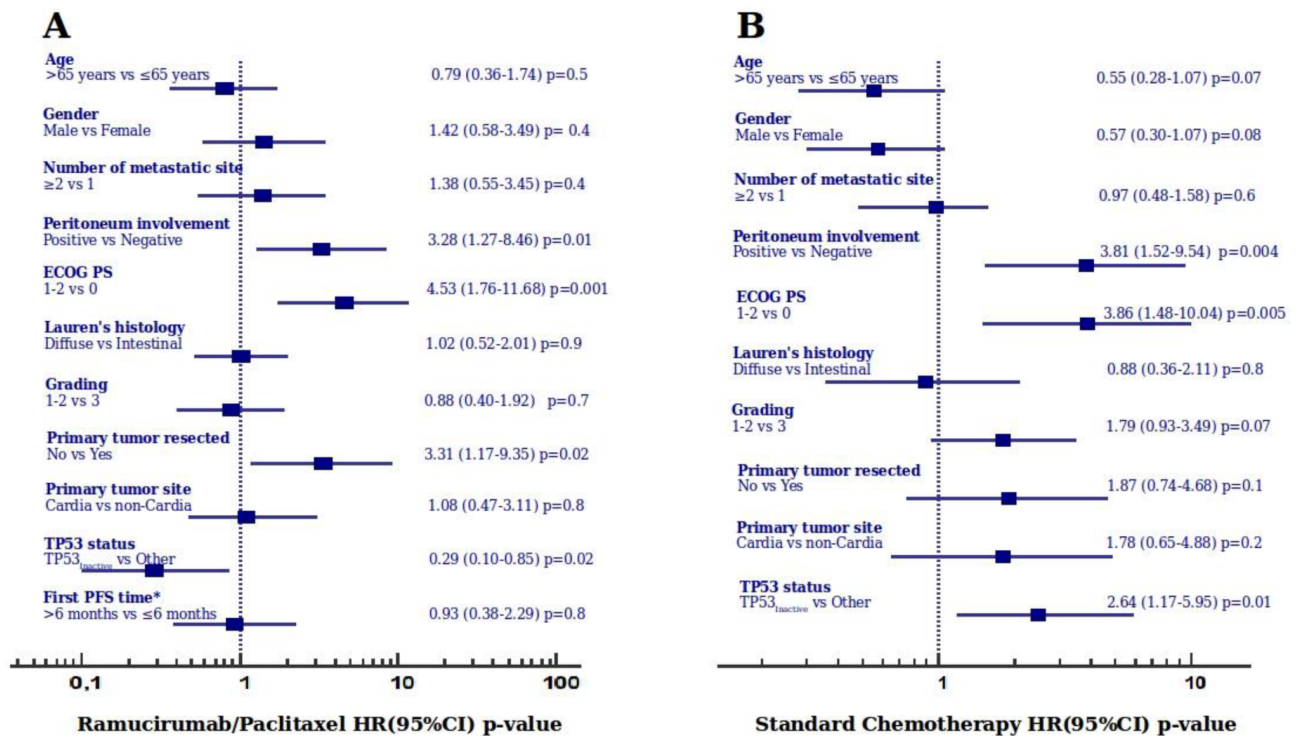 A
Age
>65 years vs ≤65 years
0.79 (0.36-1.74) p=0.5
Gender
Male vs Female
1.42 (0.58-3.49) p= 0.4
Number of metastatic site
≥2 vs 1
1.38 (0.55-3.45) p=0.4
Peritoneum involvement
Positive vs Negative
3.28 (1.27-8.46) p=0.01
ECOG PS
1-2 vs 0
4.53 (1.76-11.68) p=0.001
Lauren's histology
Diffuse vs Intestinal
1.02 (0.52-2.01) p=0.9
Grading
1-2 vs 3
0.88 (0.40-1.92) p=0.7
Primary tumor resected
No vs Yes
3.31 (1.17-9.35) p=0.02
Primary tumor site
Cardia vs non-Cardia
1.08 (0.47-3.11) p=0.8
TP53 status
TP53Inactive vs Other
0.29 (0.10-0.85) p=0.02
First PFS time*
>6 months vs ≤6 months
0.93 (0.38-2.29) p=0.8
0,1 1 10 100
Ramucirumab/Paclitaxel HR(95%CI) p-value
B
Age
>65 years vs ≤65 years
0.55 (0.28-1.07) p=0.07
Gender
Male vs Female
0.57 (0.30-1.07) p=0.08
Number of metastatic site
≥2 vs 1
0.97 (0.48-1.58) p=0.6
Peritoneum involvement
Positive vs Negative
3.81 (1.52-9.54) p=0.004
ECOG PS
1-2 vs 0
3.86 (1.48-10.04) p=0.005
Lauren's histology
Diffuse vs Intestinal
0.88 (0.36-2.11) p=0.8
Grading
1-2 vs 3
1.79 (0.93-3.49) p=0.07
Primary tumor resected
No vs Yes
1.87 (0.74-4.68) p=0.1
Primary tumor site
Cardia vs non-Cardia
1.78 (0.65-4.88) p=0.2
TP53 status
TP53Inactive vs Other
2.64 (1.17-5.95) p=0.01
1 10
Standard Chemotherapy HR(95%CI) p-value